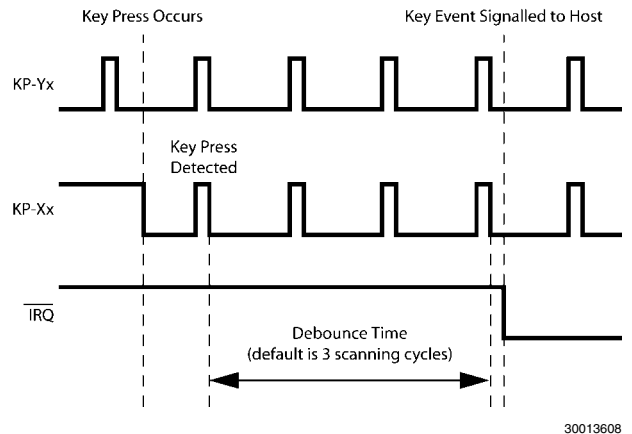 Key Press Occurs
Key Event Signalled to Host
KP-Yx
Key Press
Detected
KP-Xx
IRQ
Debounce Time
(default is 3 scanning cycles)
30013608